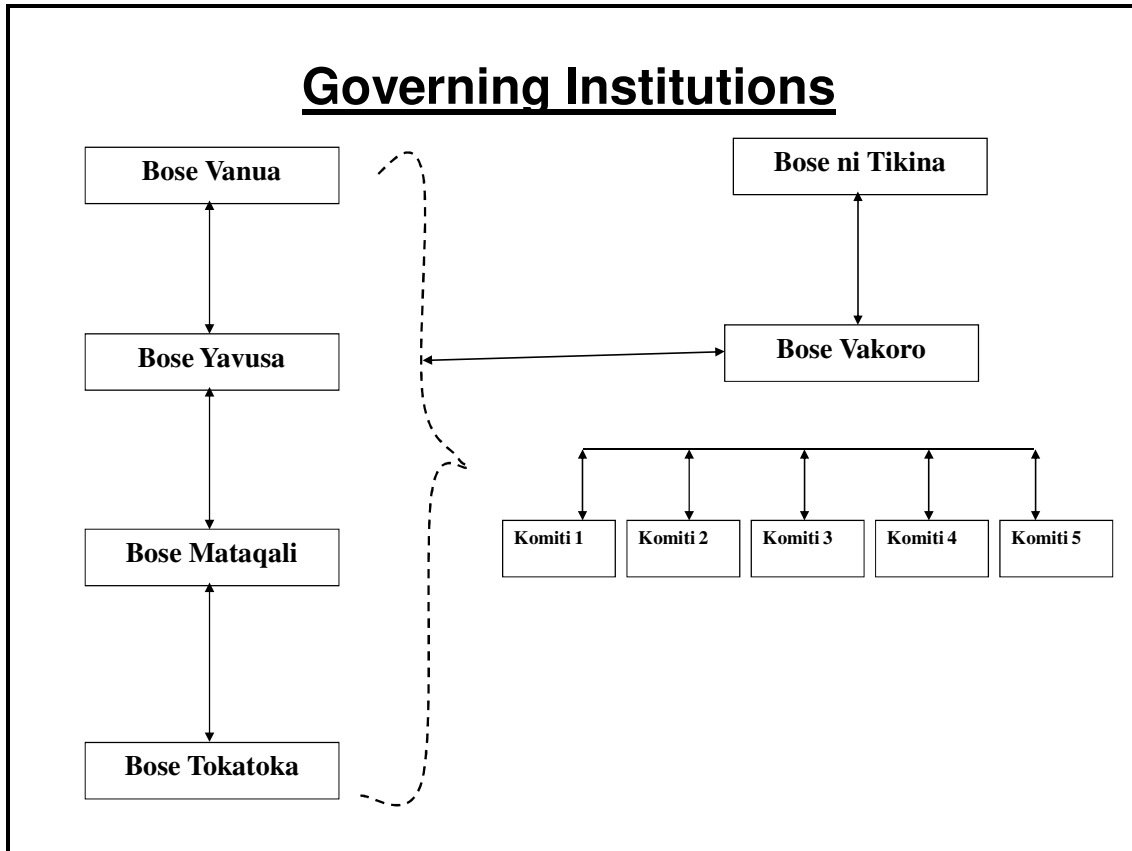 Governing Institutions
Bose Vanua
Bose ni Tikina
Bose Yavusa
Bose Vakoro
Bose Mataqali
Komiti 1
Komiti 2
Komiti 3
Komiti 4
Komiti 5
Bose Tokatoka